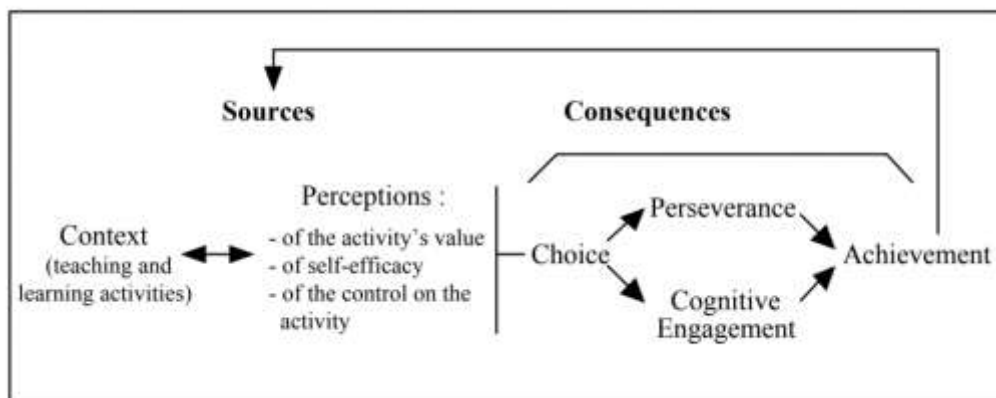 Sources
Consequences
Perceptions :
- of the activity's value
- of self-efficacy
- of the control on the
activity
Context
(teaching and
learning activities)
Choice
Perseverance
Cognitive
Engagement
Achievement